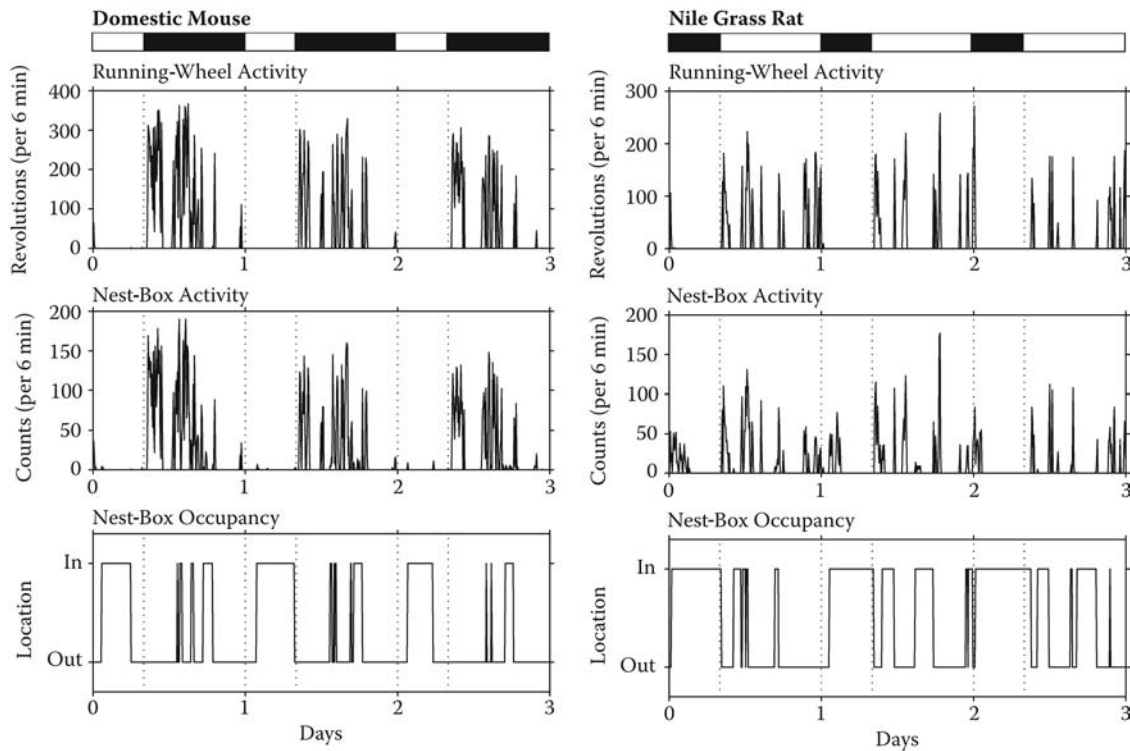 Domestic Mouse
Running-Wheel Activity
Revolutions (per 6 min)
400
300
200
100
0
0 1 2 3
Nest-Box Activity
Counts (per 6 min)
200
150
100
50
0
0 1 2 3
Nest-Box Occupancy
Location
In
Out
0 1 2 3
Days
Nile Grass Rat
Running-Wheel Activity
Revolutions (per 6 min)
300
200
100
0
0 1 2 3
Nest-Box Activity
Counts (per 6 min)
200
150
100
50
0
0 1 2 3
Nest-Box Occupancy
Location
In
Out
0 1 2 3
Days